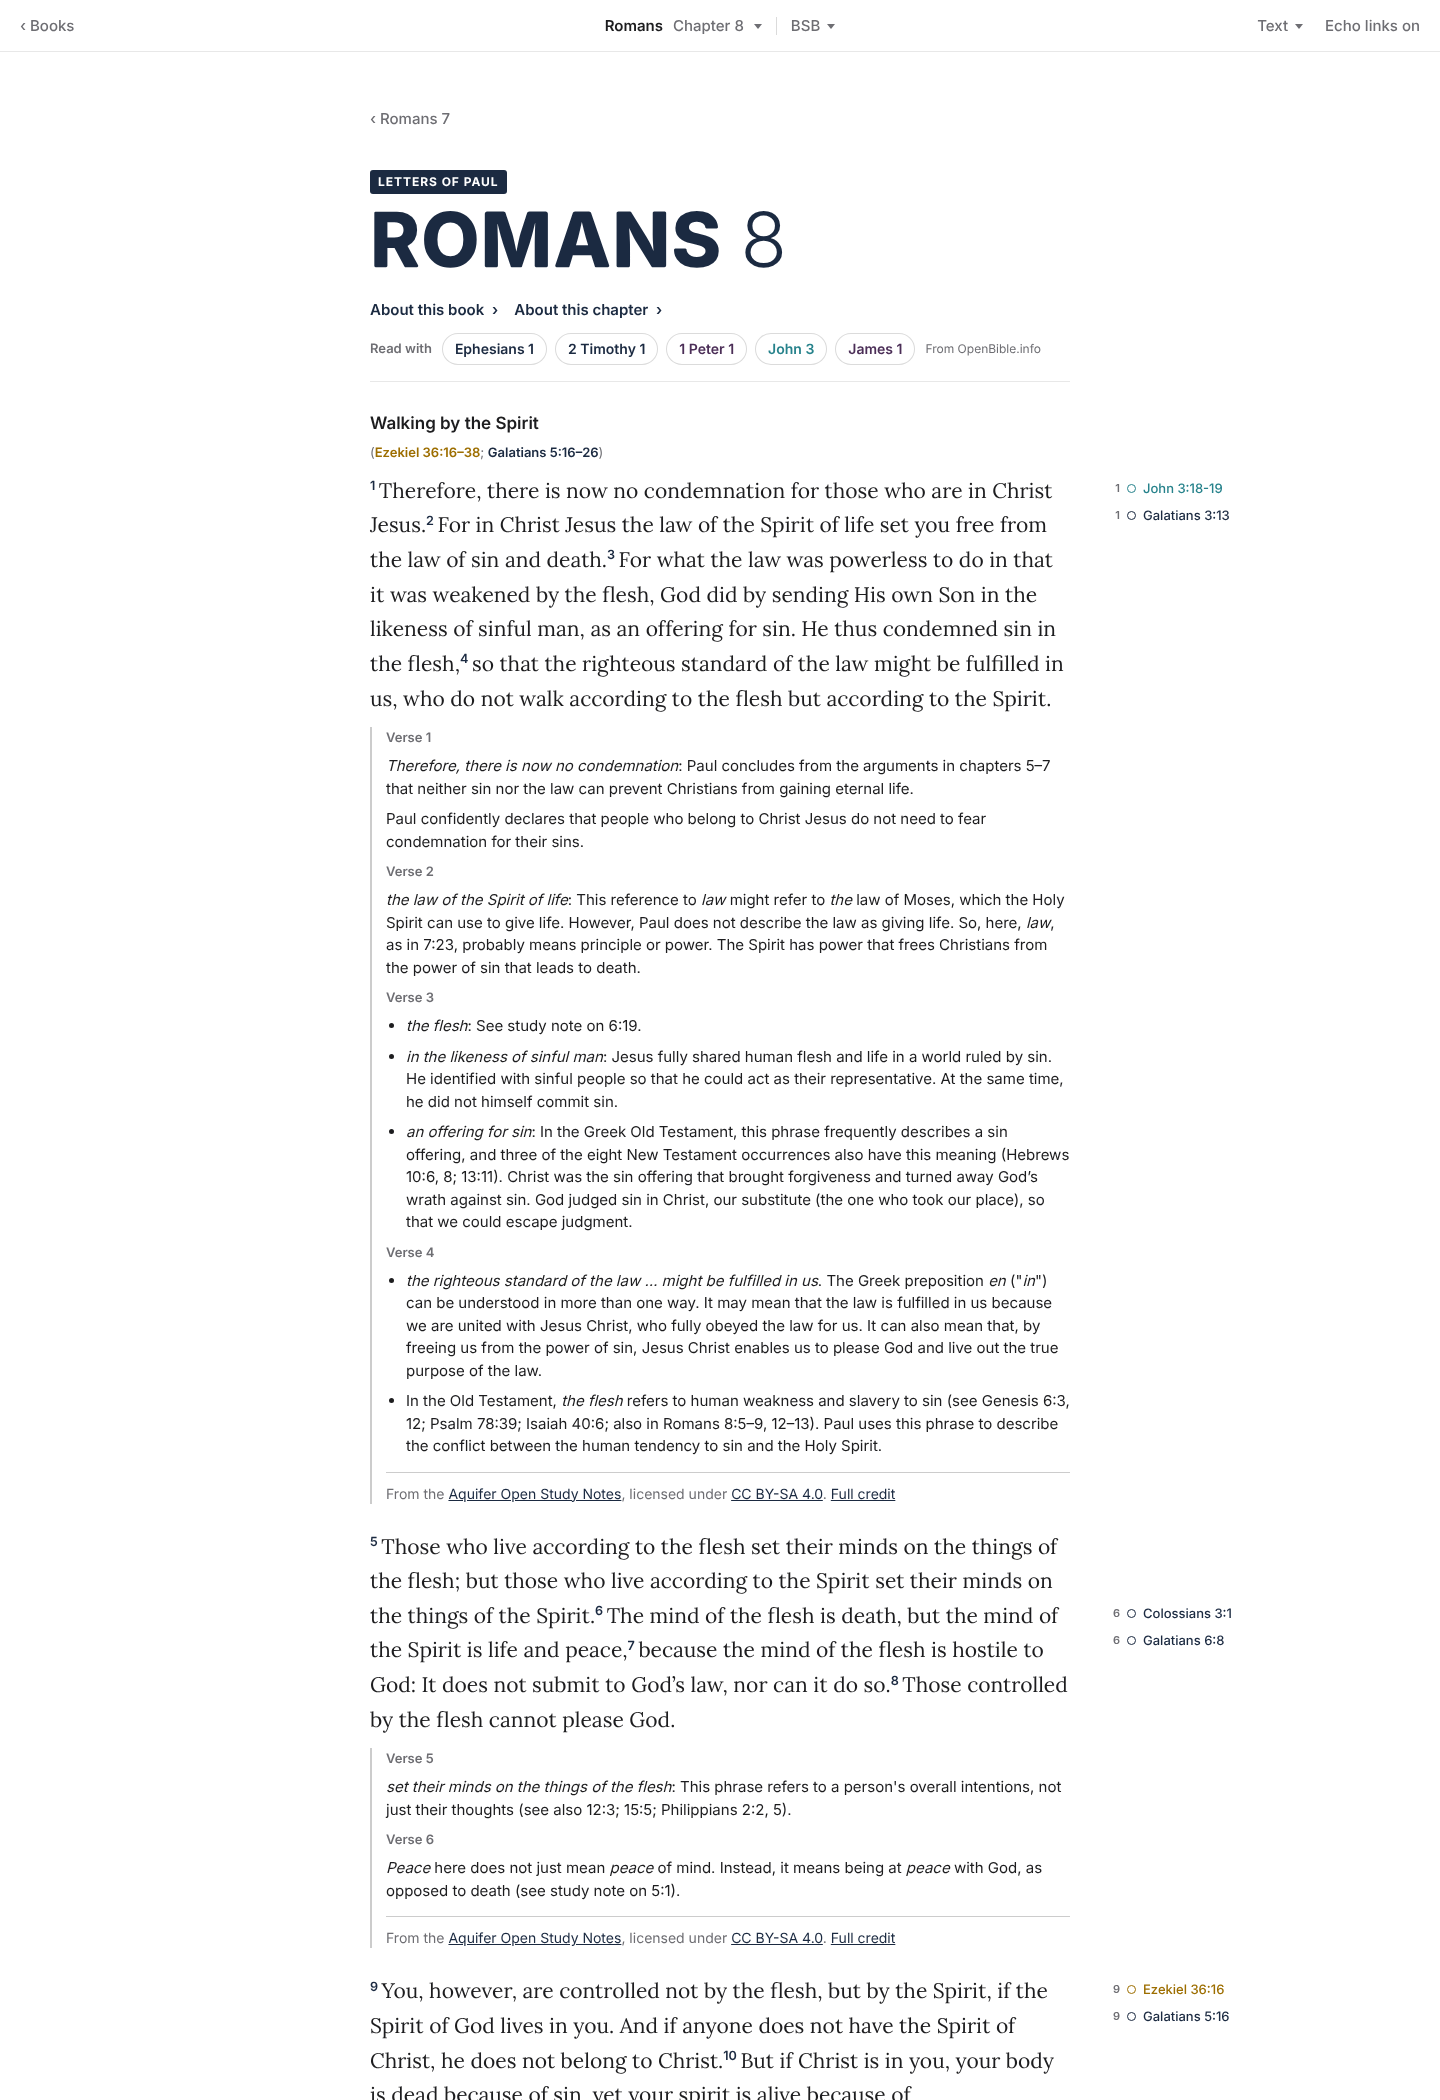 ‹ Books
Romans Chapter 8
BSB
Text
Echo links on
‹ Romans 7
LETTERS OF PAUL
ROMANS 8
About this book › About this chapter ›
Read with Ephesians 1 2 Timothy 1 1 Peter 1 John 3 James 1 From OpenBible.info
Walking by the Spirit
(Ezekiel 36:16–38; Galatians 5:16–26)
1 Therefore, there is now no condemnation for those who are in Christ
Jesus.2 For in Christ Jesus the law of the Spirit of life set you free from
the law of sin and death.3 For what the law was powerless to do in that
it was weakened by the flesh, God did by sending His own Son in the
likeness of sinful man, as an offering for sin. He thus condemned sin in
the flesh,4 so that the righteous standard of the law might be fulfilled in
us, who do not walk according to the flesh but according to the Spirit.
1 John 3:18-19
1 Galatians 3:13
Verse 1
Therefore, there is now no condemnation: Paul concludes from the arguments in chapters 5–7
that neither sin nor the law can prevent Christians from gaining eternal life.
Paul confidently declares that people who belong to Christ Jesus do not need to fear
condemnation for their sins.
Verse 2
the law of the Spirit of life: This reference to law might refer to the law of Moses, which the Holy
Spirit can use to give life. However, Paul does not describe the law as giving life. So, here, law,
as in 7:23, probably means principle or power. The Spirit has power that frees Christians from
the power of sin that leads to death.
Verse 3
• the flesh: See study note on 6:19.
• in the likeness of sinful man: Jesus fully shared human flesh and life in a world ruled by sin.
He identified with sinful people so that he could act as their representative. At the same time,
he did not himself commit sin.
• an offering for sin: In the Greek Old Testament, this phrase frequently describes a sin
offering, and three of the eight New Testament occurrences also have this meaning (Hebrews
10:6, 8; 13:11). Christ was the sin offering that brought forgiveness and turned away God’s
wrath against sin. God judged sin in Christ, our substitute (the one who took our place), so
that we could escape judgment.
Verse 4
• the righteous standard of the law … might be fulfilled in us. The Greek preposition en ("in")
can be understood in more than one way. It may mean that the law is fulfilled in us because
we are united with Jesus Christ, who fully obeyed the law for us. It can also mean that, by
freeing us from the power of sin, Jesus Christ enables us to please God and live out the true
purpose of the law.
• In the Old Testament, the flesh refers to human weakness and slavery to sin (see Genesis 6:3,
12; Psalm 78:39; Isaiah 40:6; also in Romans 8:5–9, 12–13). Paul uses this phrase to describe
the conflict between the human tendency to sin and the Holy Spirit.
From the Aquifer Open Study Notes, licensed under CC BY-SA 4.0. Full credit
5 Those who live according to the flesh set their minds on the things of
the flesh; but those who live according to the Spirit set their minds on
the things of the Spirit.6 The mind of the flesh is death, but the mind of
the Spirit is life and peace,7 because the mind of the flesh is hostile to
God: It does not submit to God’s law, nor can it do so.8 Those controlled
by the flesh cannot please God.
6 Colossians 3:1
6 Galatians 6:8
Verse 5
set their minds on the things of the flesh: This phrase refers to a person's overall intentions, not
just their thoughts (see also 12:3; 15:5; Philippians 2:2, 5).
Verse 6
Peace here does not just mean peace of mind. Instead, it means being at peace with God, as
opposed to death (see study note on 5:1).
From the Aquifer Open Study Notes, licensed under CC BY-SA 4.0. Full credit
9 You, however, are controlled not by the flesh, but by the Spirit, if the
Spirit of God lives in you. And if anyone does not have the Spirit of
Christ, he does not belong to Christ.10 But if Christ is in you, your body
is dead because of sin, yet your spirit is alive because of
9 Ezekiel 36:16
9 Galatians 5:16